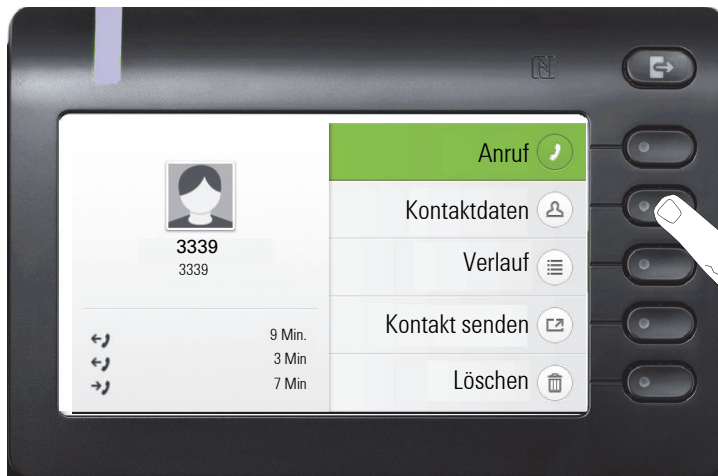 3339
3339
9 Min.
3 Min
7 Min
Anruf
Kontaktdaten
Verlauf
Kontakt senden
Löschen